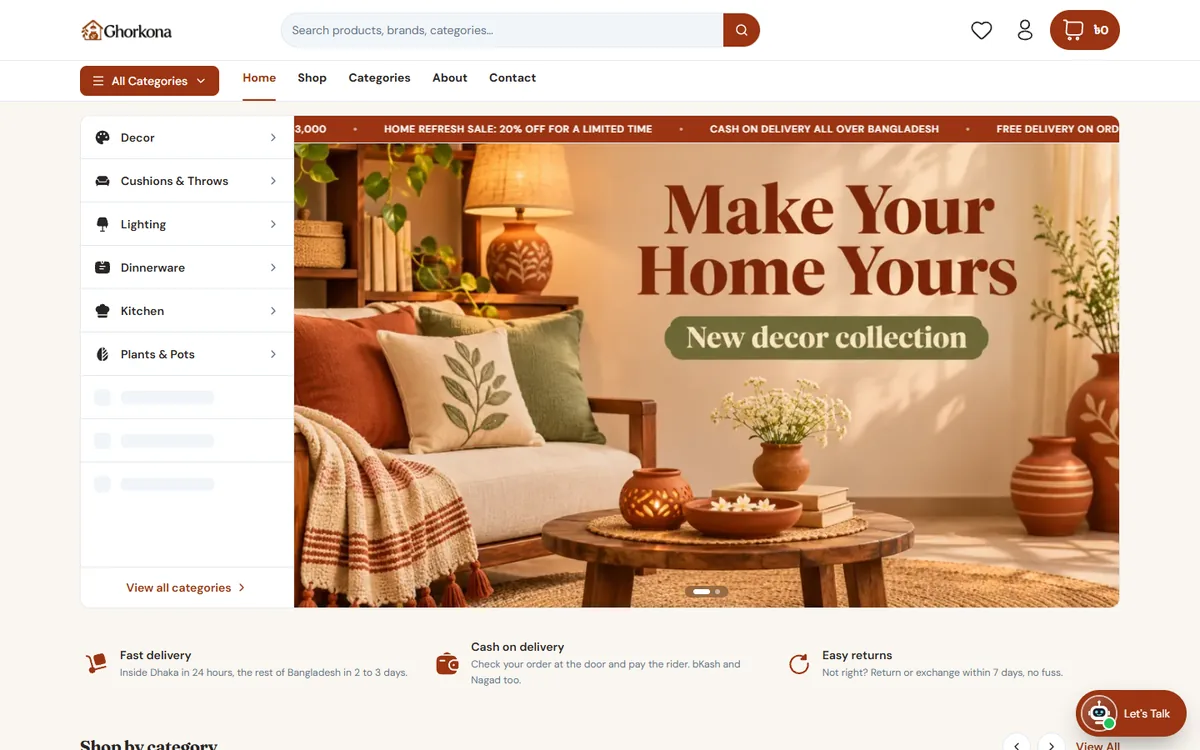 Ghorkona
Search products, brands, categories...
৳0
All Categories
Home
Shop
Categories
About
Contact
Decor
Cushions & Throws
Lighting
Dinnerware
Kitchen
Plants & Pots
View all categories
3,000 • HOME REFRESH SALE: 20% OFF FOR A LIMITED TIME • CASH ON DELIVERY ALL OVER BANGLADESH • FREE DELIVERY ON ORD
Make Your
Home Yours
New decor collection
Fast delivery
Inside Dhaka in 24 hours, the rest of Bangladesh in 2 to 3 days.
Cash on delivery
Check your order at the door and pay the rider. bKash and
Nagad too.
Easy returns
Not right? Return or exchange within 7 days, no fuss.
Let's Talk
Shop by category
View All